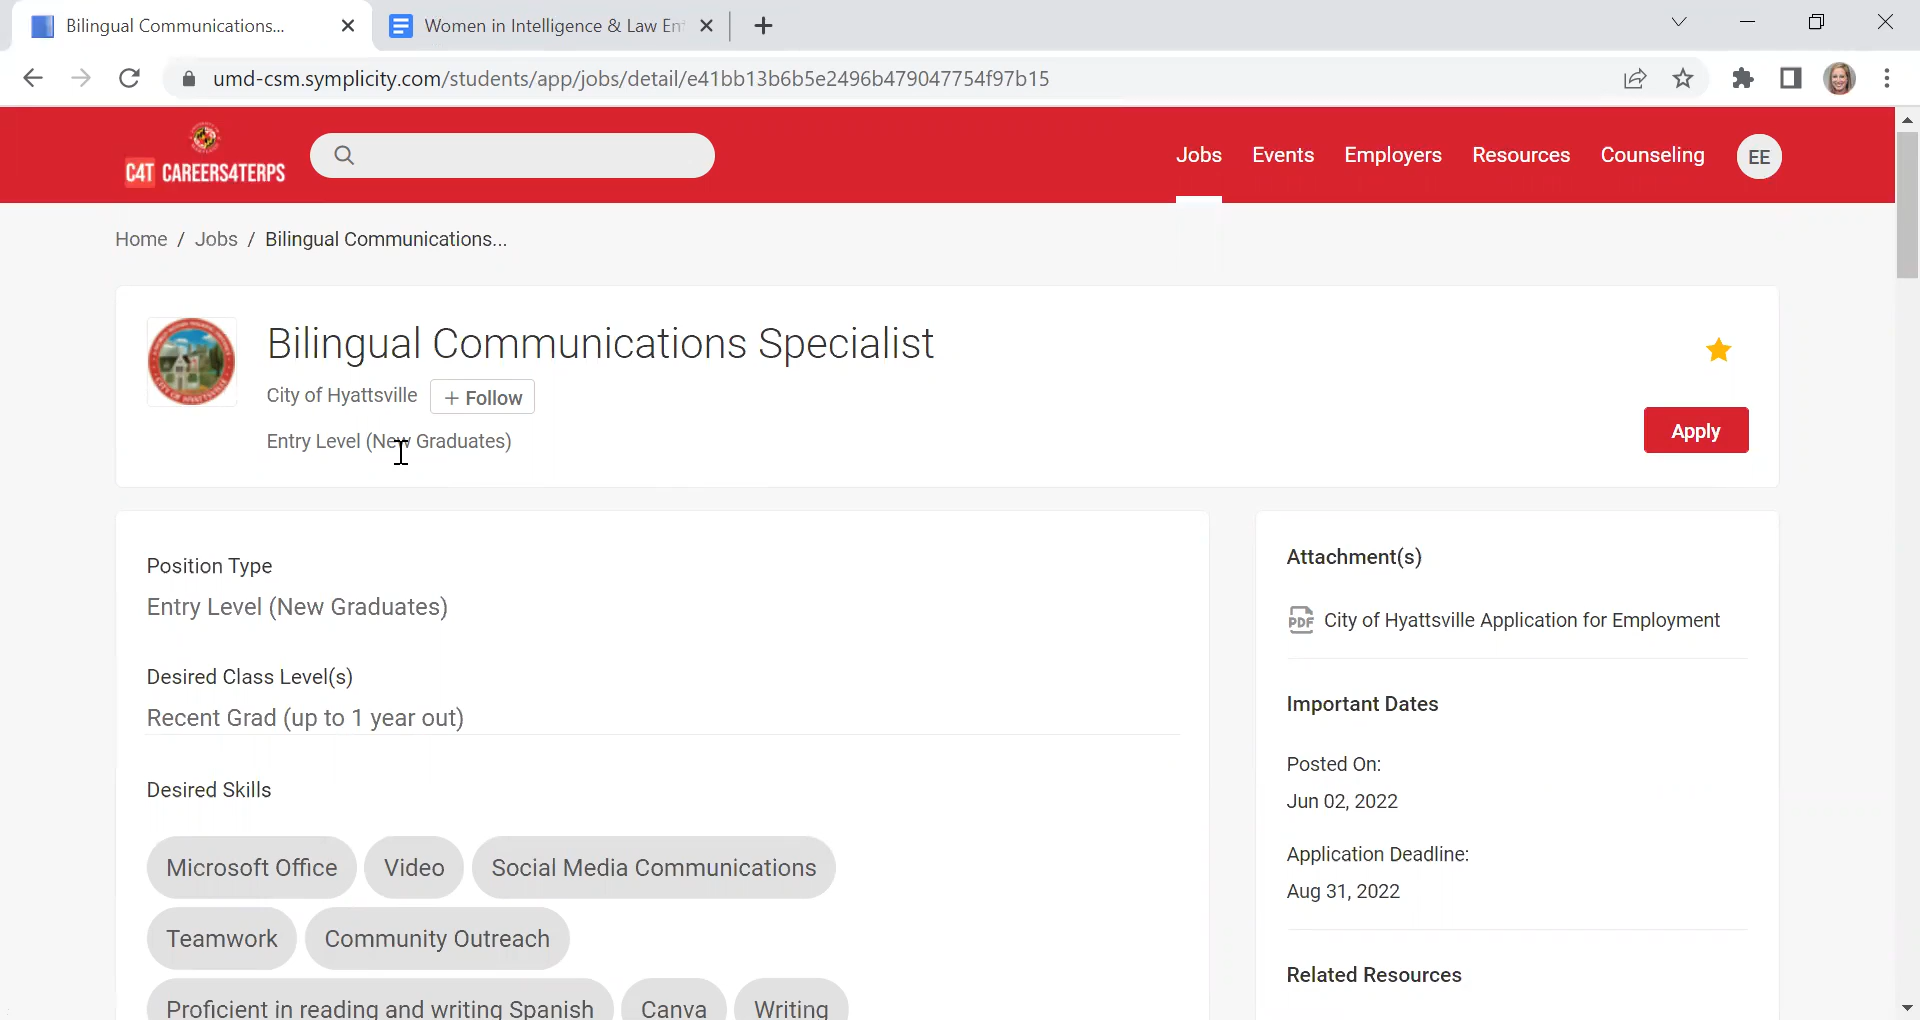 Bilingual Communications...
Women in Intelligence & Law En
umd-csm.symplicity.com/students/app/jobs/detail/e41bb13b6b5e2496b479047754f97b15
C4T CAREERS4TERPS
Jobs
Events
Employers
Resources
Counseling
EE
Home / Jobs / Bilingual Communications...
Bilingual Communications Specialist
City of Hyattsville
+ Follow
Entry Level (New Graduates)
Apply
Position Type
Entry Level (New Graduates)
Desired Class Level(s)
Recent Grad (up to 1 year out)
Desired Skills
Microsoft Office
Video
Social Media Communications
Teamwork
Community Outreach
Proficient in reading and writing Spanish
Canva
Writing
Attachment(s)
PDF City of Hyattsville Application for Employment
Important Dates
Posted On:
Jun 02, 2022
Application Deadline:
Aug 31, 2022
Related Resources